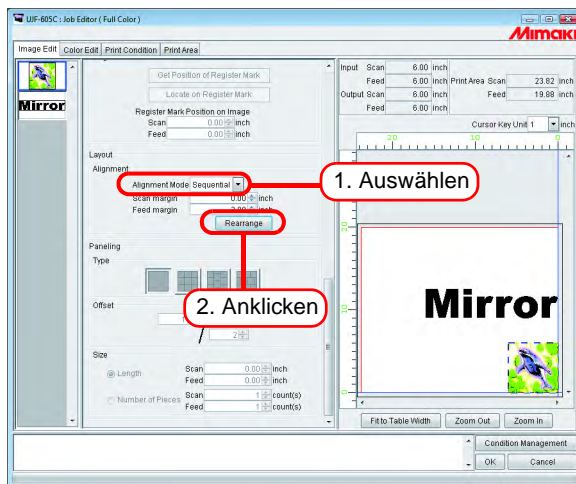 UJF-605C : Job Editor ( Full Color )
Mimaki
Image Edit Color Edit Print Condition Print Area
Mirror
Get Position of Register Mark
Locate on Register Mark
Register Mark Position on Image
Scan 0.00 inch
Feed 0.00 inch
Layout
Alignment
Alignment Mode Sequential
Scan margin 0.00 inch
Feed margin inch
Rearrange
1. Auswählen
Paneling
Type
2. Anklicken
Offset
2
Size
Length
Scan 0.00 inch
Feed 0.00 inch
Number of Pieces
Scan 1 count(s)
Feed 1 count(s)
Input Scan 6.00 inch
Feed 6.00 inch Print Area Scan 23.82 inch
Output Scan 6.00 inch Feed 19.88 inch
Feed 6.00 inch
Cursor Key Unit 1 inch
20 10 0
20
10
0
Mirror
Fit to Table Width Zoom Out Zoom In
Condition Management
OK Cancel